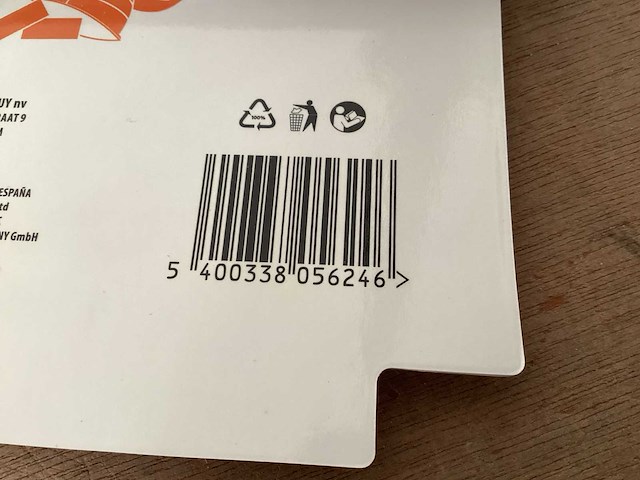 UY nv
AAT 9
100%
ESPAÑA
td
NY GmbH
5 400338 056246 >